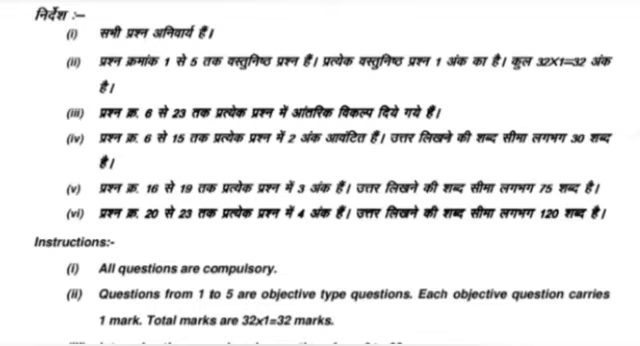 निर्देश :–
(i) सभी प्रश्न अनिवार्य हैं।
(ii) प्रश्न क्रमांक 1 से 5 तक वस्तुनिष्ठ प्रश्न हैं। प्रत्येक वस्तुनिष्ठ प्रश्न 1 अंक का है। कुल 32X1=32 अंक
है।
(iii) प्रश्न क्र. 6 से 23 तक प्रत्येक प्रश्न में आंतरिक विकल्प दिये गये हैं।
(iv) प्रश्न क्र. 6 से 15 तक प्रत्येक प्रश्न में 2 अंक आवंटित हैं। उत्तर लिखने की शब्द सीमा लगभग 30 शब्द
है।
(v) प्रश्न क्र. 16 से 19 तक प्रत्येक प्रश्न में 3 अंक हैं। उत्तर लिखने की शब्द सीमा लगभग 75 शब्द है।
(vi) प्रश्न क्र. 20 से 23 तक प्रत्येक प्रश्न में 4 अंक हैं। उत्तर लिखने की शब्द सीमा लगभग 120 शब्द है।
Instructions:-
(i) All questions are compulsory.
(ii) Questions from 1 to 5 are objective type questions. Each objective question carries
1 mark. Total marks are 32x1=32 marks.